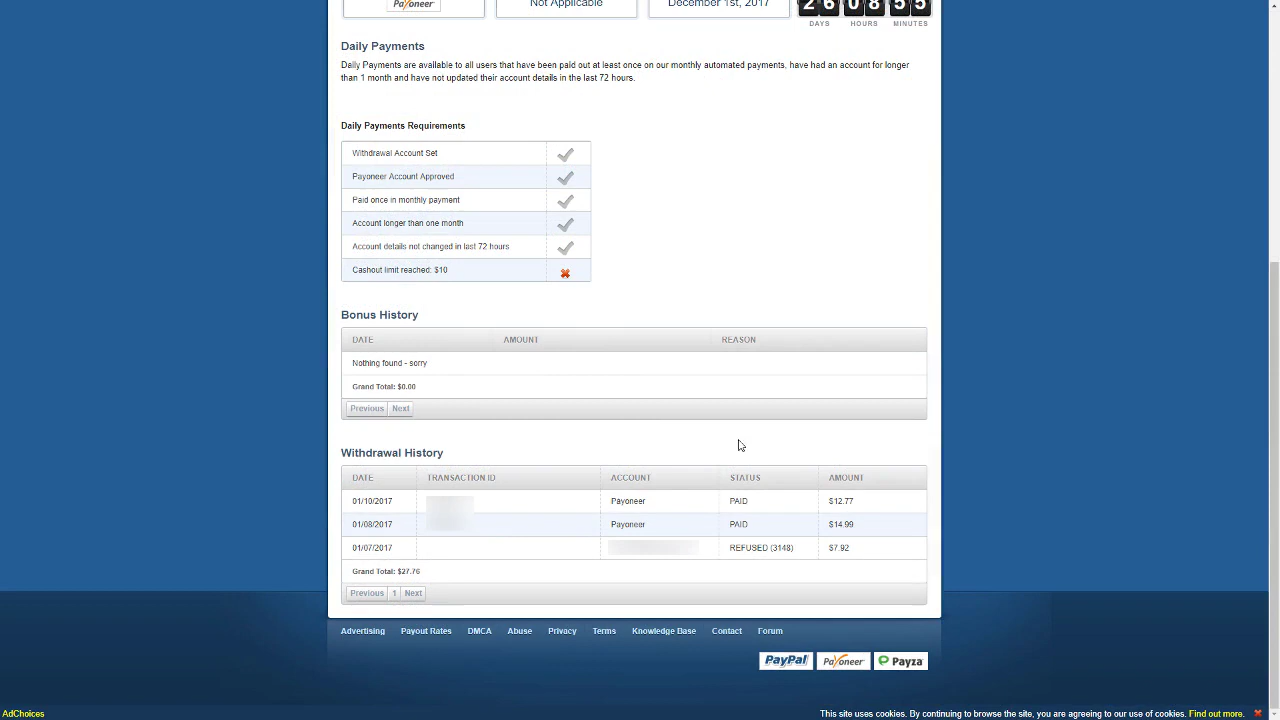 Payoneer
Not Applicable
December 1st, 2017
26 08 55
DAYS HOURS MINUTES
Daily Payments
Daily Payments are available to all users that have been paid out at least once on our monthly automated payments, have had an account for longer
than 1 month and have not updated their account details in the last 72 hours.
Daily Payments Requirements
Withdrawal Account Set
Payoneer Account Approved
Paid once in monthly payment
Account longer than one month
Account details not changed in last 72 hours
Cashout limit reached: $10
Bonus History
DATE AMOUNT REASON
Nothing found - sorry
Grand Total: $0.00
Previous Next
Withdrawal History
DATE TRANSACTION ID ACCOUNT STATUS AMOUNT
01/10/2017 Payoneer PAID $12.77
01/08/2017 Payoneer PAID $14.99
01/07/2017 REFUSED (3148) $7.92
Grand Total: $27.76
Previous 1 Next
Advertising Payout Rates DMCA Abuse Privacy Terms Knowledge Base Contact Forum
PayPal Payoneer Payza
AdChoices
This site uses cookies. By continuing to browse the site, you are agreeing to our use of cookies. Find out more.